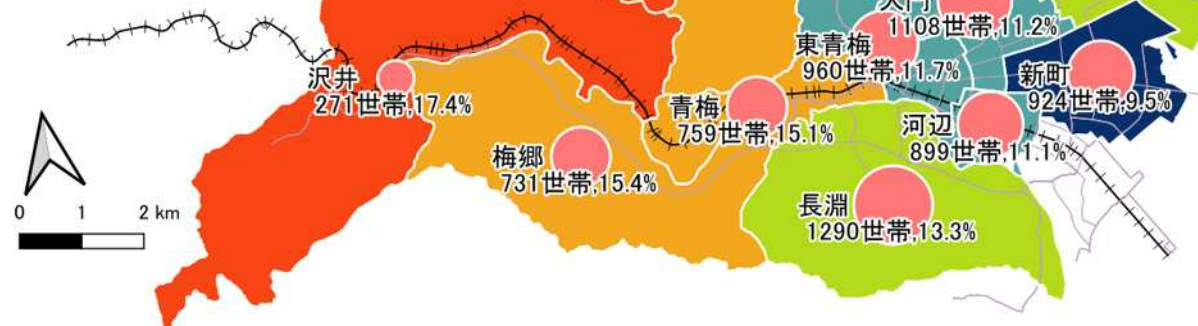 1108世帯,11.2%
東青梅
960世帯,11.7%
沢井
271世帯,17.4%
新町
924世帯,9.5%
青梅
759世帯,15.1%
河辺
899世帯,11.1%
梅郷
731世帯,15.4%
長淵
1290世帯,13.3%
0 1 2 km